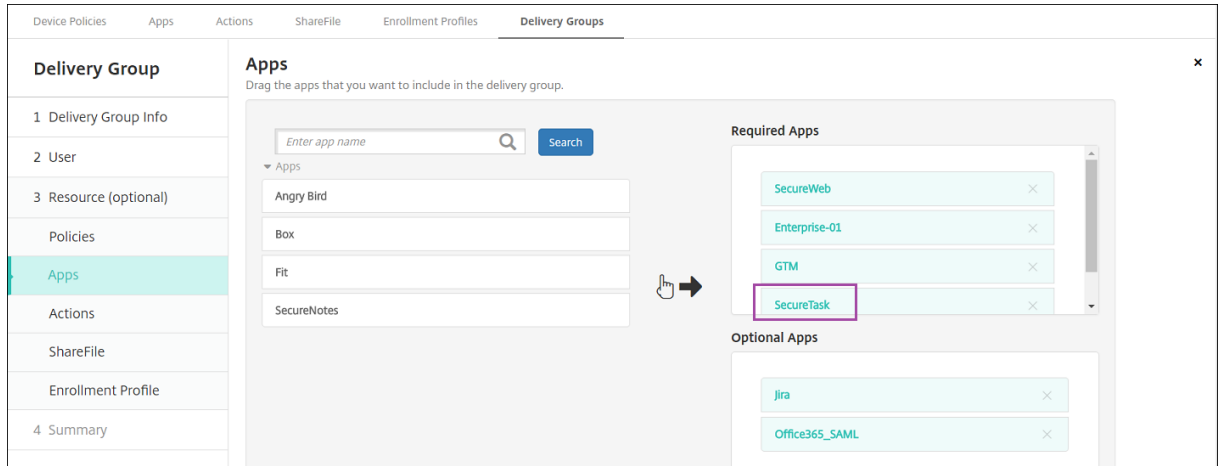 Device Policies Apps Actions ShareFile Enrollment Profiles Delivery Groups
Delivery Group
1 Delivery Group Info
2 User
3 Resource (optional)
Policies
Apps
Actions
ShareFile
Enrollment Profile
4 Summary
Apps
Drag the apps that you want to include in the delivery group.
Enter app name
Search
Apps
Angry Bird
Box
Fit
SecureNotes
Required Apps
SecureWeb
Enterprise-01
GTM
SecureTask
Optional Apps
Jira
Office365_SAML